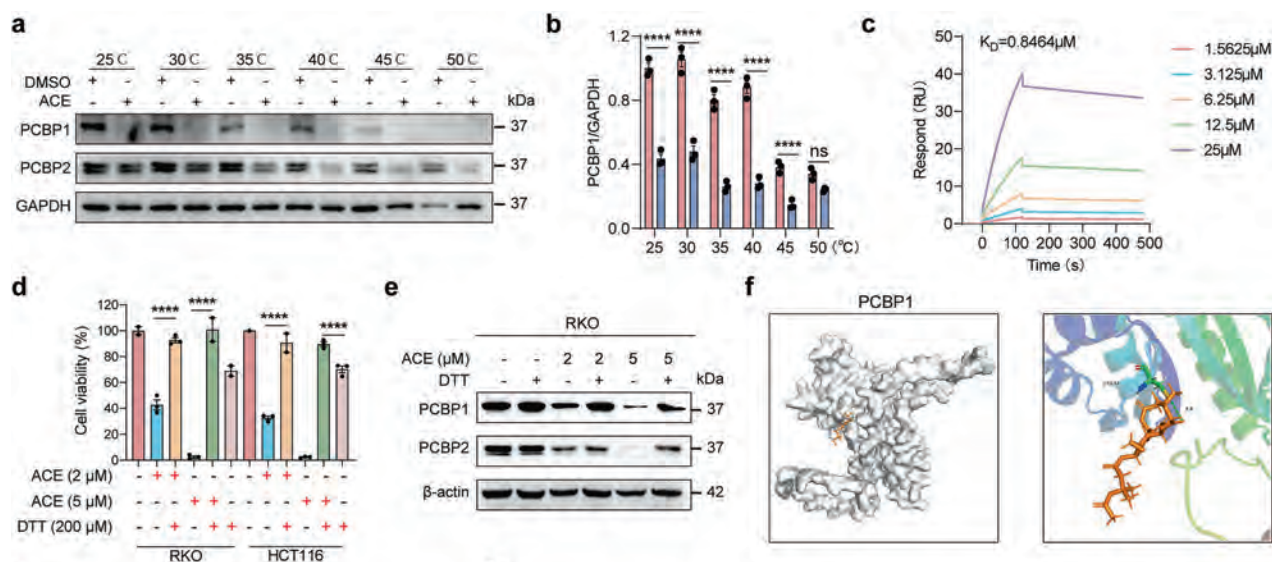 a
25 C 30 C 35 C 40 C 45 C 50 C
DMSO + - + - + - + - + - + -
ACE - + - + - + - + - + - + kDa
PCBP1 37
PCBP2 37
GAPDH 37
b
PCBP1/GAPDH
1.2
0.8
0.4
0.0
**** **** **** **** **** ns
25 30 35 40 45 50 (°C)
c
K_D=0.8464μM
Respond (RU)
50
40
30
20
10
0
0 100 200 300 400 500
Time (s)
1.5625μM
3.125μM
6.25μM
12.5μM
25μM
d
Cell viability (%)
120
100
80
60
40
20
0
**** **** **** ****
ACE (2 μM) - + + - - - - + + - - -
ACE (5 μM) - - - + + - - - - + + -
DTT (200 μM) - - + - + + - - + - + +
RKO HCT116
e
RKO
ACE (μM) - - 2 2 5 5
DTT - + - + - + kDa
PCBP1 37
PCBP2 37
β-actin 42
f
PCBP1